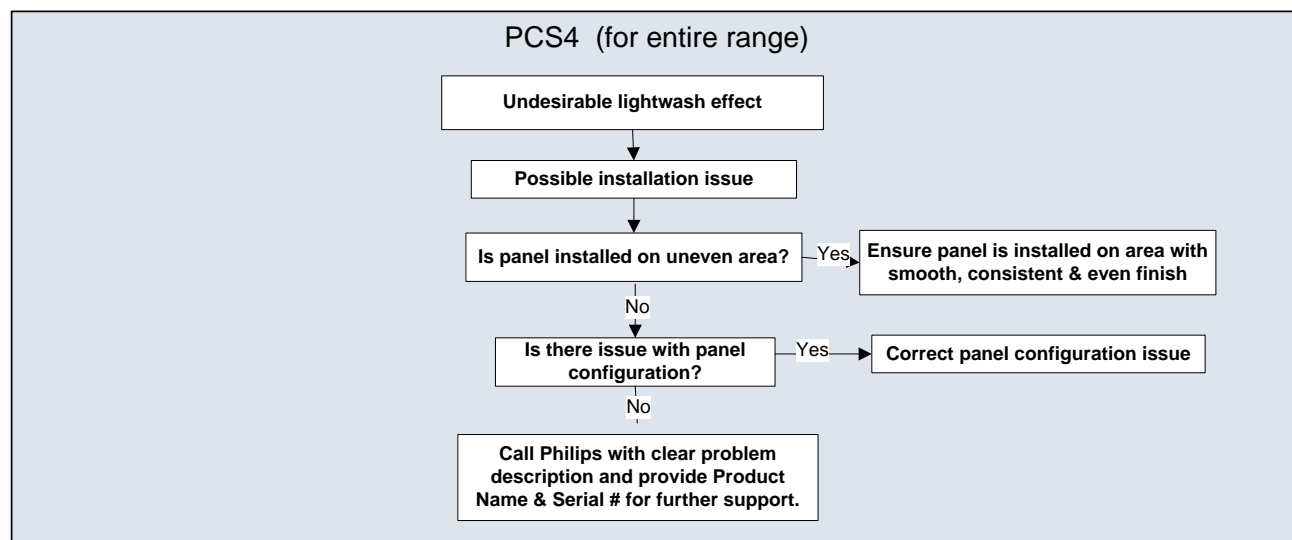 PCS4 (for entire range)
Undesirable lightwash effect
Possible installation issue
Is panel installed on uneven area?
Yes
Ensure panel is installed on area with
smooth, consistent & even finish
No
Is there issue with panel
configuration?
Yes
Correct panel configuration issue
No
Call Philips with clear problem
description and provide Product
Name & Serial # for further support.